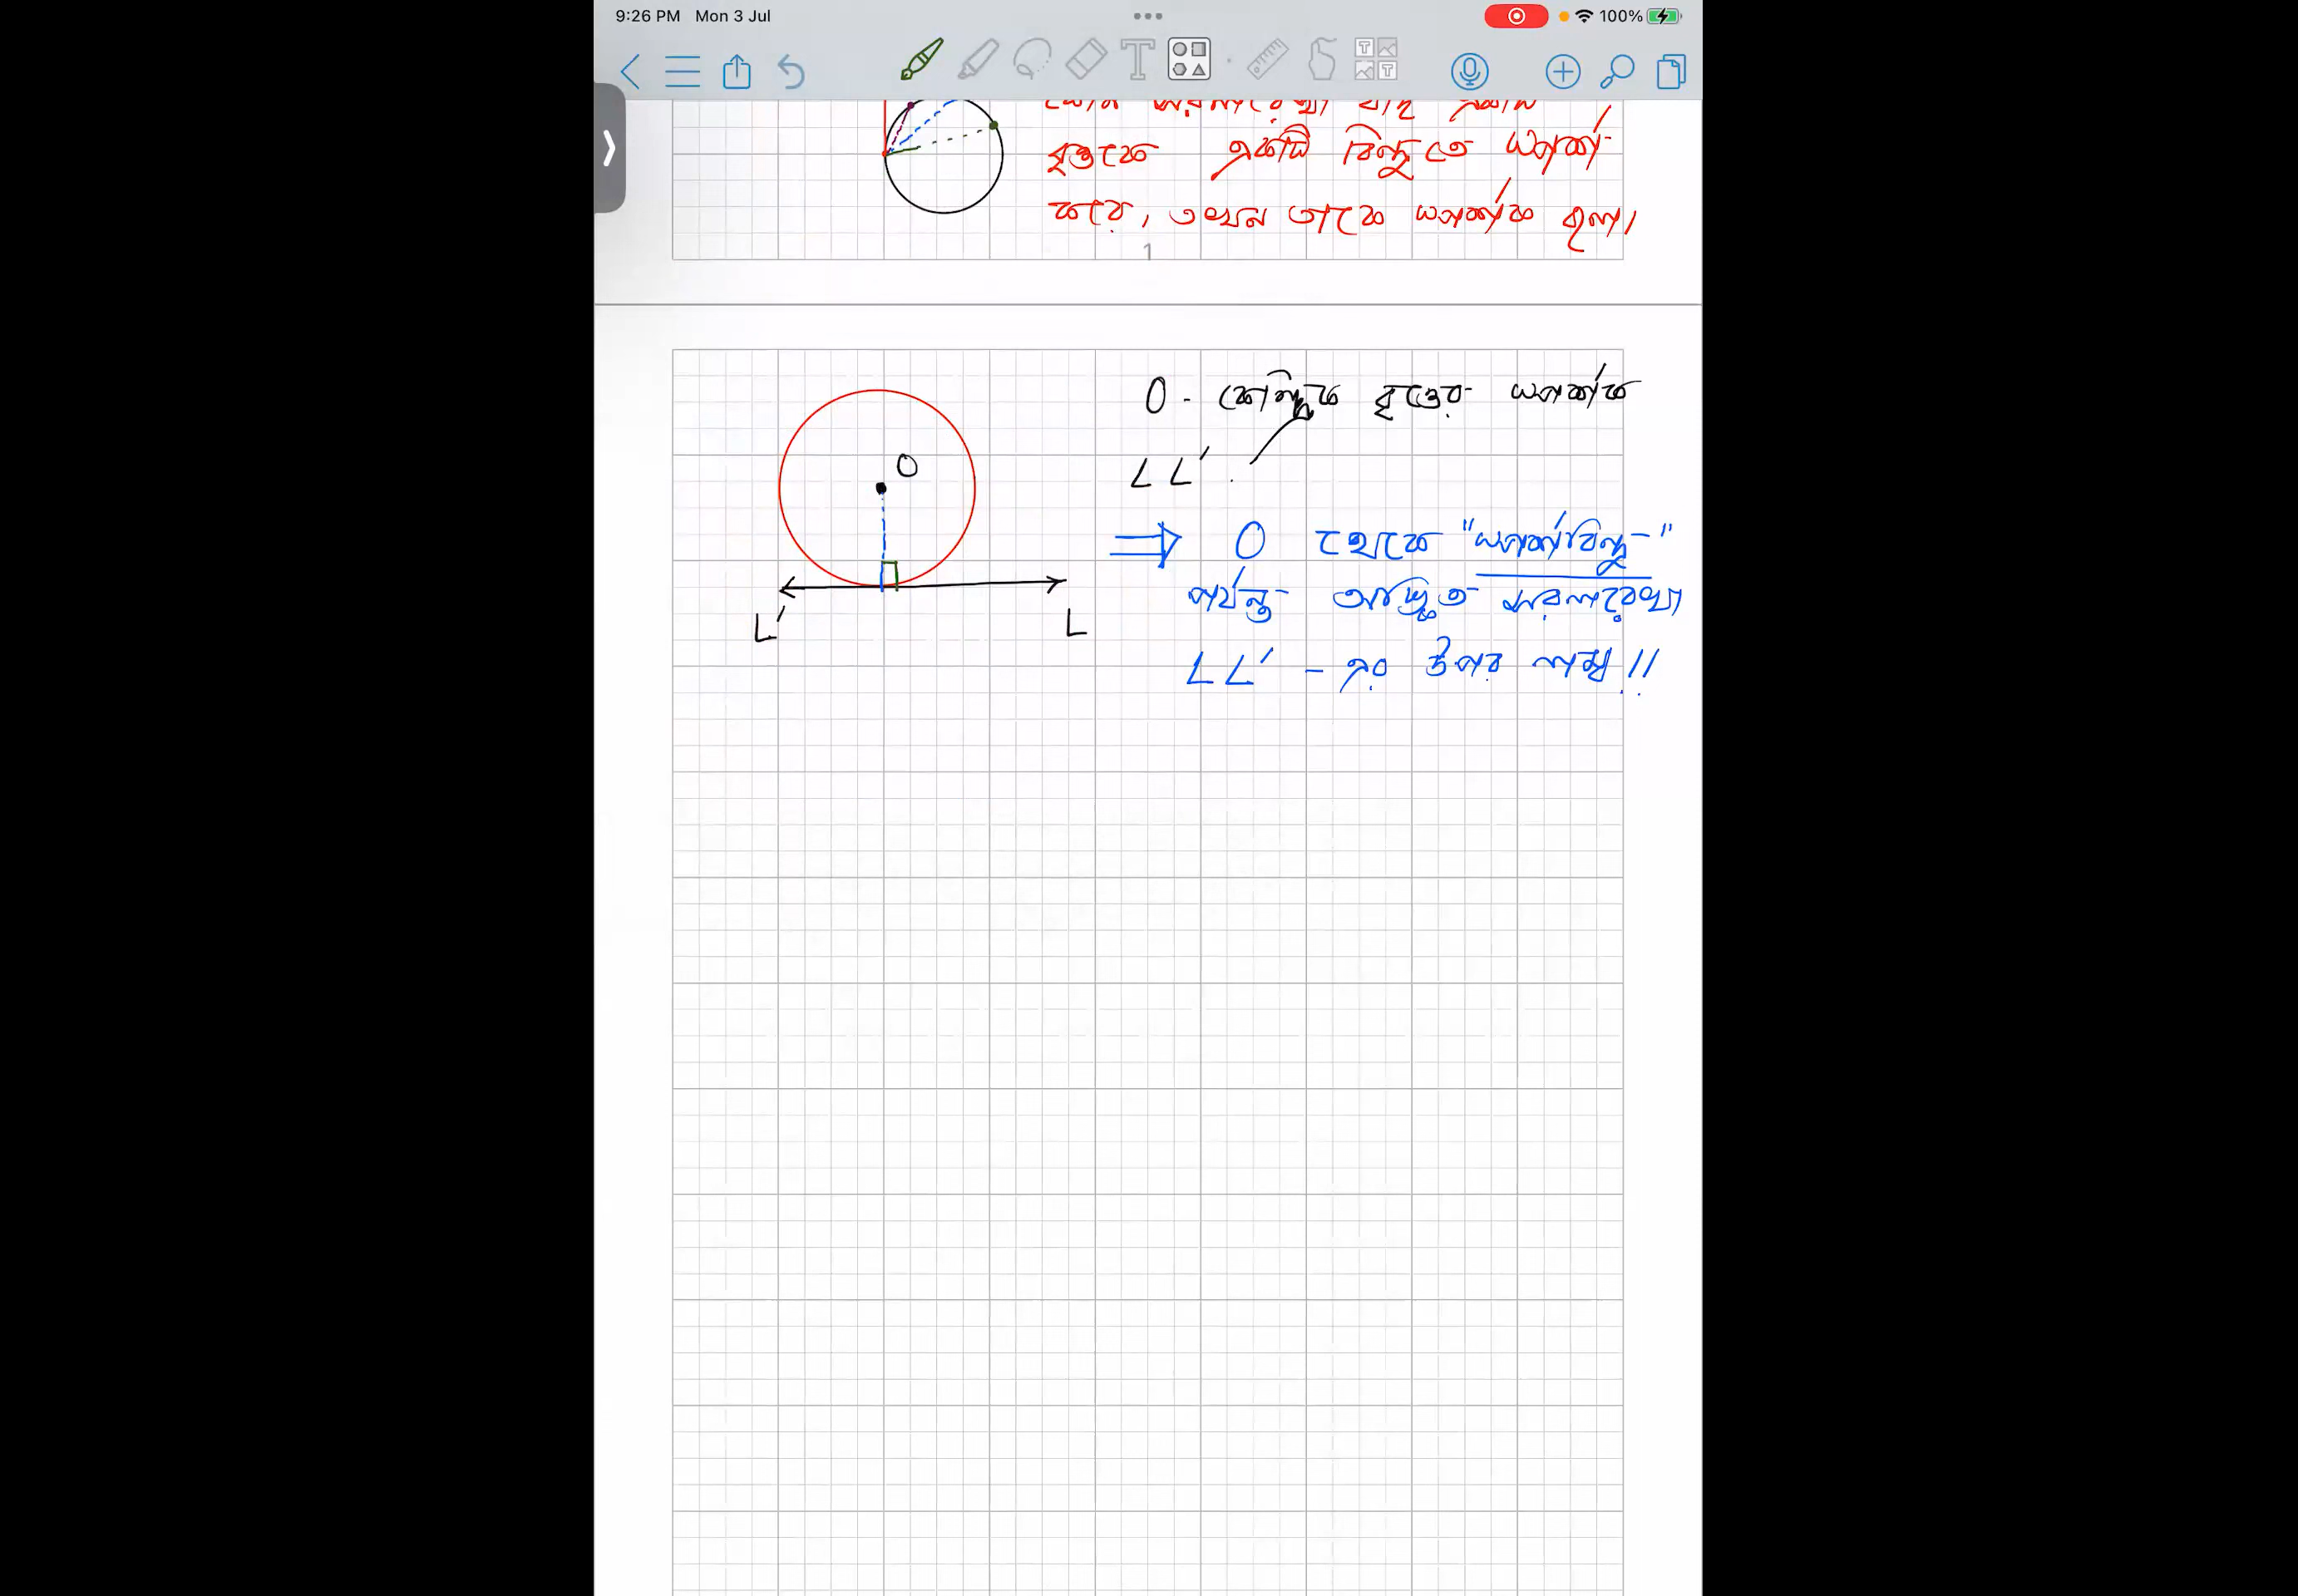 9:26 PM Mon 3 Jul
100%
বৃত্তকে একটি বিন্দুতে স্পর্শ
করে, তখন তাকে স্পর্শক বলে।
1
O - কেন্দ্রিক বৃত্তের স্পর্শক
LL′
O
L′
L
⇒ O থেকে "স্পর্শবিন্দু"
পর্যন্ত অঙ্কিত সরলরেখা
LL′ - এর উপর লম্ব!!